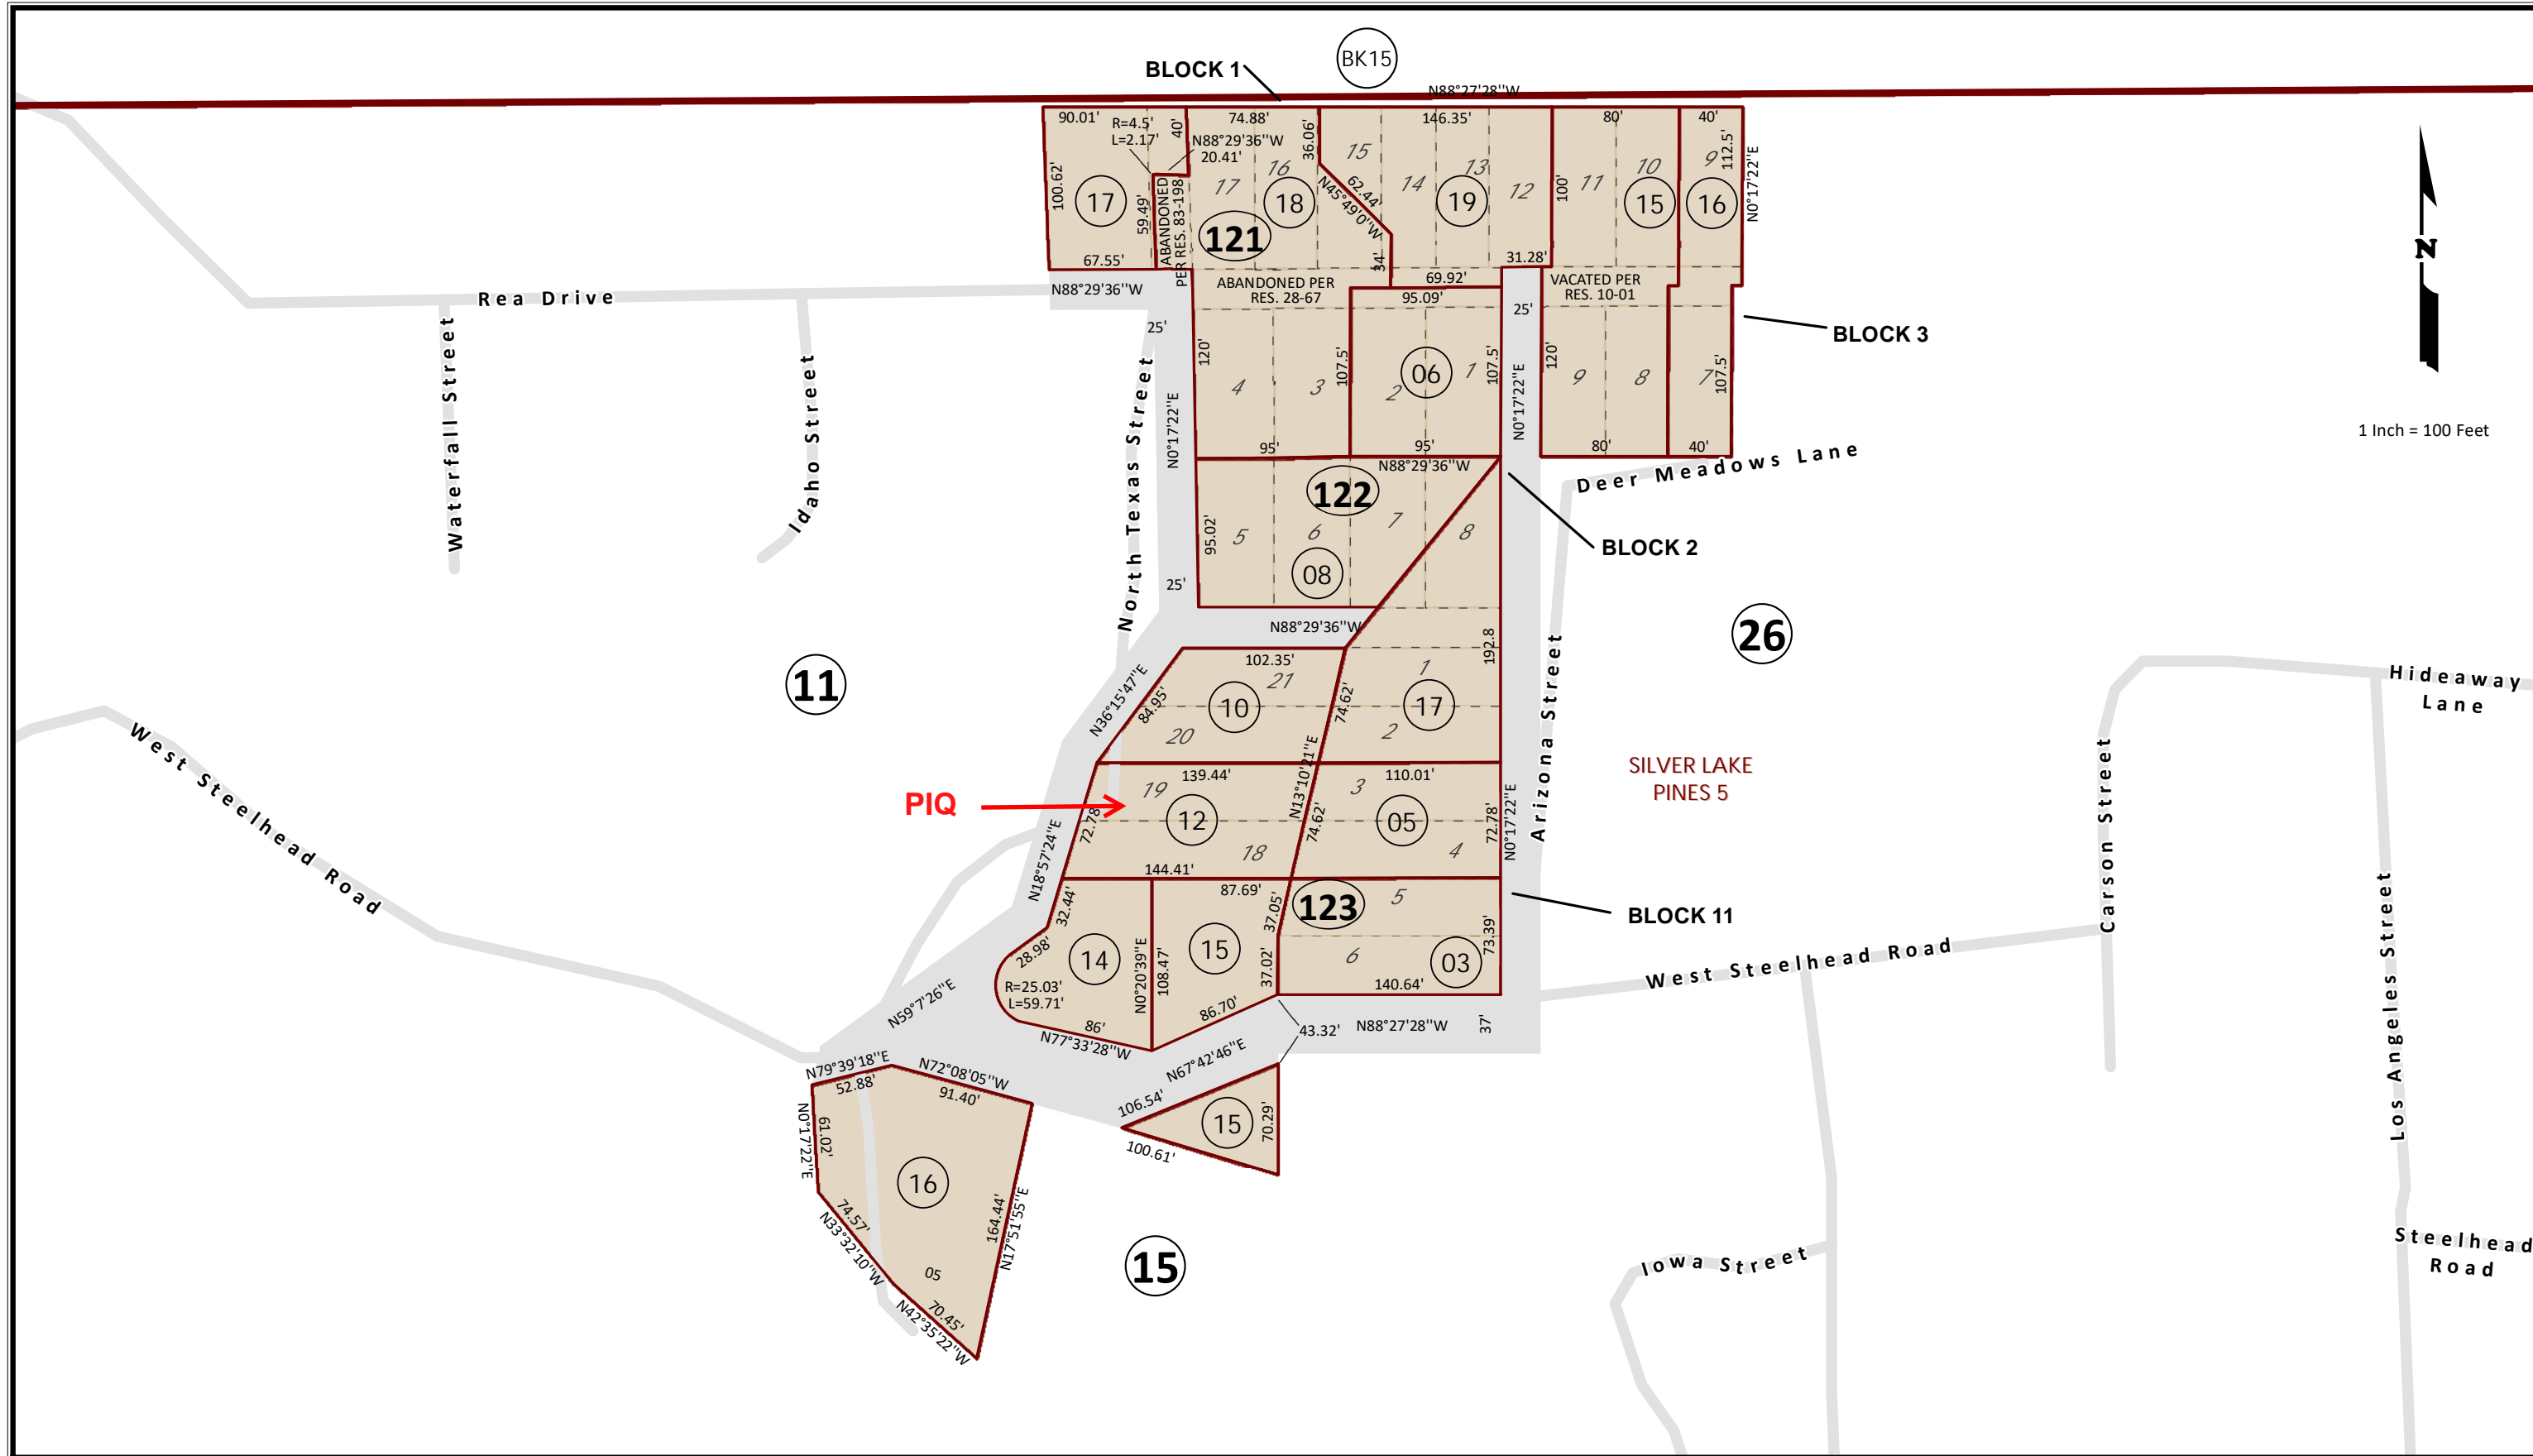 BK15
BLOCK 1
N88°27'28"W
90.01'
R=4.5'
L=2.17'
40'
74.88'
36.06'
146.35'
80'
40'
N88°29'36"W
20.41'
100.62'
59.49'
17
ABANDONED
PER RES. 83-198
17
16
18
121
15
62.44'
N45°49'0"W
14
13
19
12
100'
11
10
15
9
112.5'
16
N0°17'22"E
N
67.55'
34'
69.92'
31.28'
N88°29'36"W
ABANDONED PER
RES. 28-67
95.09'
VACATED PER
RES. 10-01
Rea Drive
25'
25'
BLOCK 3
Waterfall Street
Idaho Street
North Texas Street
120'
N0°17'22"E
4
3
107.5'
2
06
1
107.5'
N0°17'22"E
120'
9
8
7
107.5'
1 Inch = 100 Feet
95'
95'
80'
40'
N88°29'36"W
Deer Meadows Lane
122
95.02'
5
6
7
8
08
BLOCK 2
25'
N88°29'36"W
192.8
26
11
102.35'
21
N36°15'47"E
84.95'
10
20
74.62'
1
17
2
Arizona Street
Hideaway
Lane
West Steelhead Road
139.44'
N13°10'21"E
110.01'
SILVER LAKE
PINES 5
Carson Street
PIQ
19
72.78'
12
18
74.62'
3
05
4
72.78'
N0°17'22"E
N18°57'24"E
144.41'
87.69'
32.44'
37.05'
123
5
BLOCK 11
28.98'
14
N0°20'39"E
108.47'
15
37.02'
6
03
73.39'
R=25.03'
L=59.71'
140.64'
West Steelhead Road
Los Angeles Street
N59°7'26"E
86'
86.70'
43.32'
N88°27'28"W
37'
N77°33'28"W
N67°42'46"E
N79°39'18"E
52.88'
N72°08'05"W
91.40'
106.54'
15
70.29'
N0°17'22"E
61.02'
100.61'
16
74.57'
N33°32'10"W
164.44'
N17°51'55"E
05
15
Iowa Street
Steelhead
Road
70.45'
N42°35'22"W